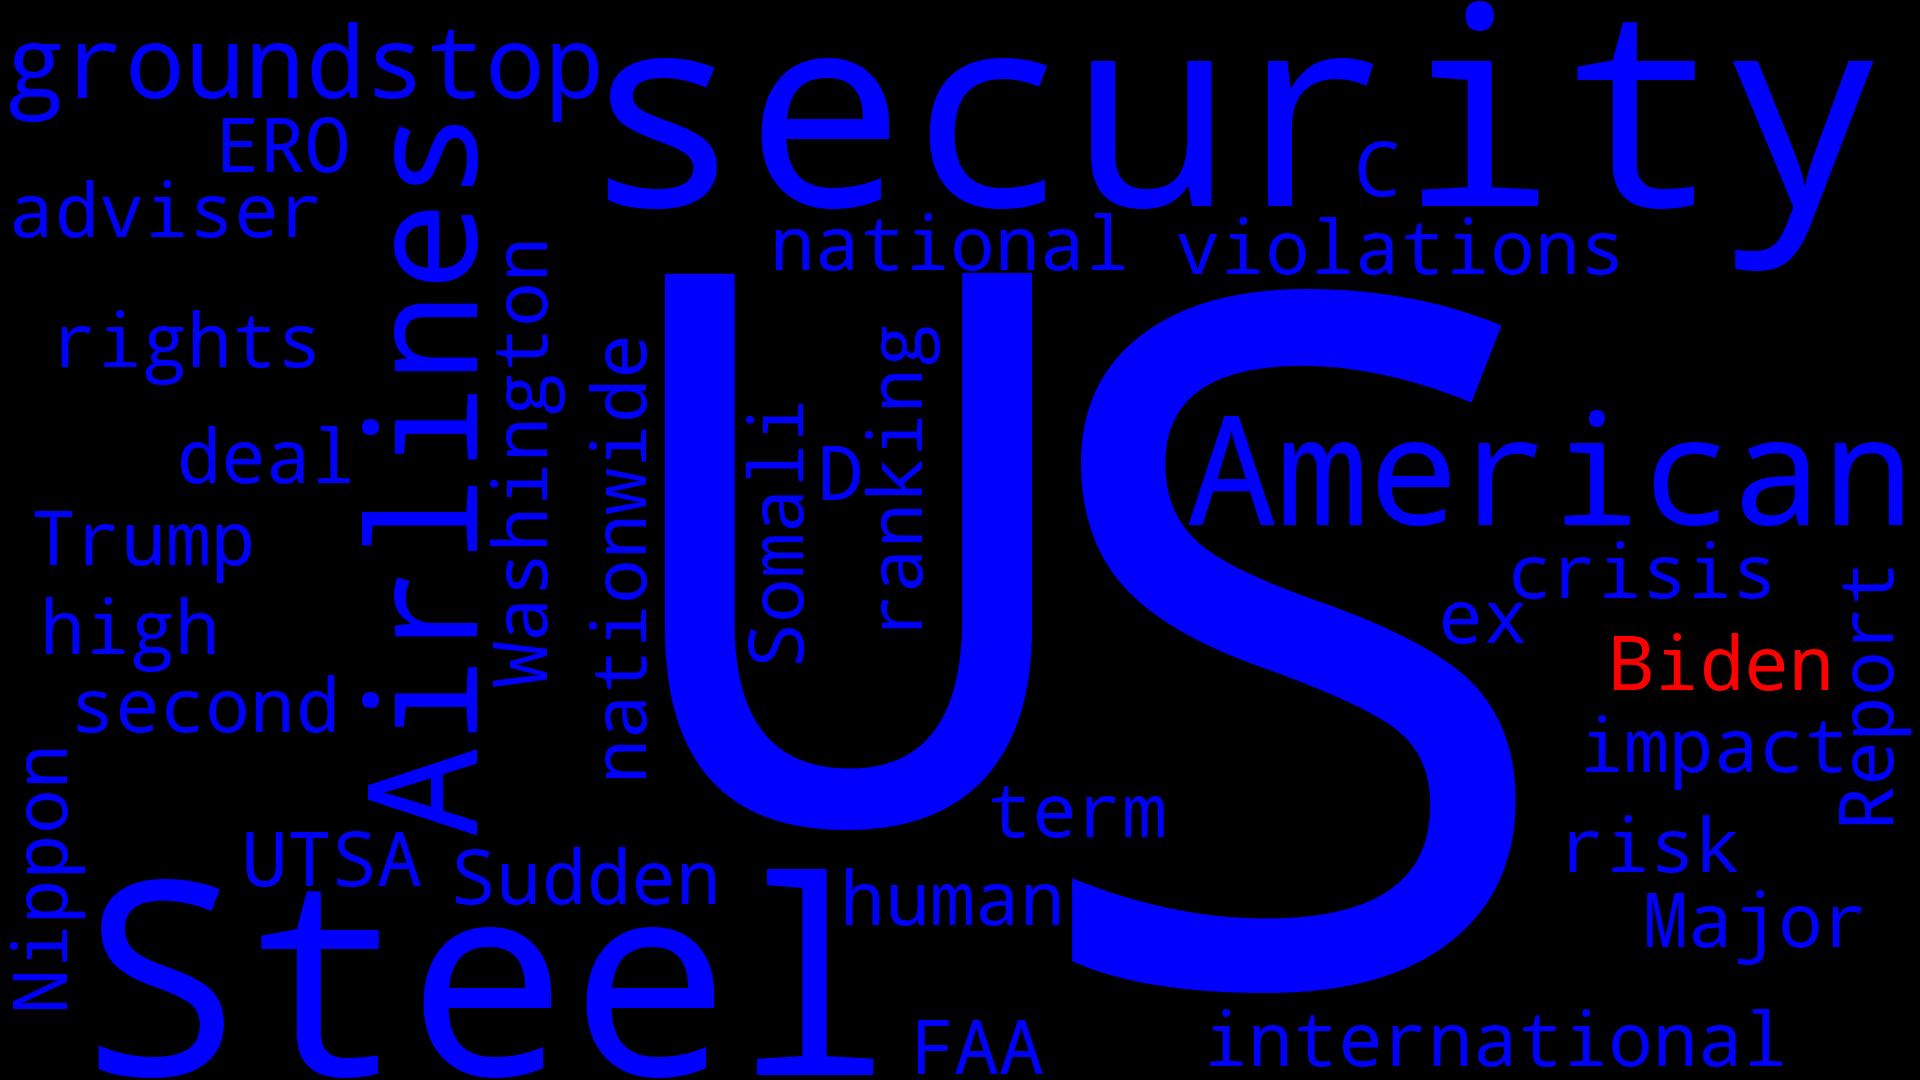 groundstop
security
ERO
C
adviser
national
violations
Airlines
Washington
rights
nationwide
US
Somali
D
ranking
American
deal
Trump
crisis
ex
high
Biden
Report
second
impact
Nippon
term
UTSA
Sudden
risk
human
Major
Steel
FAA
international